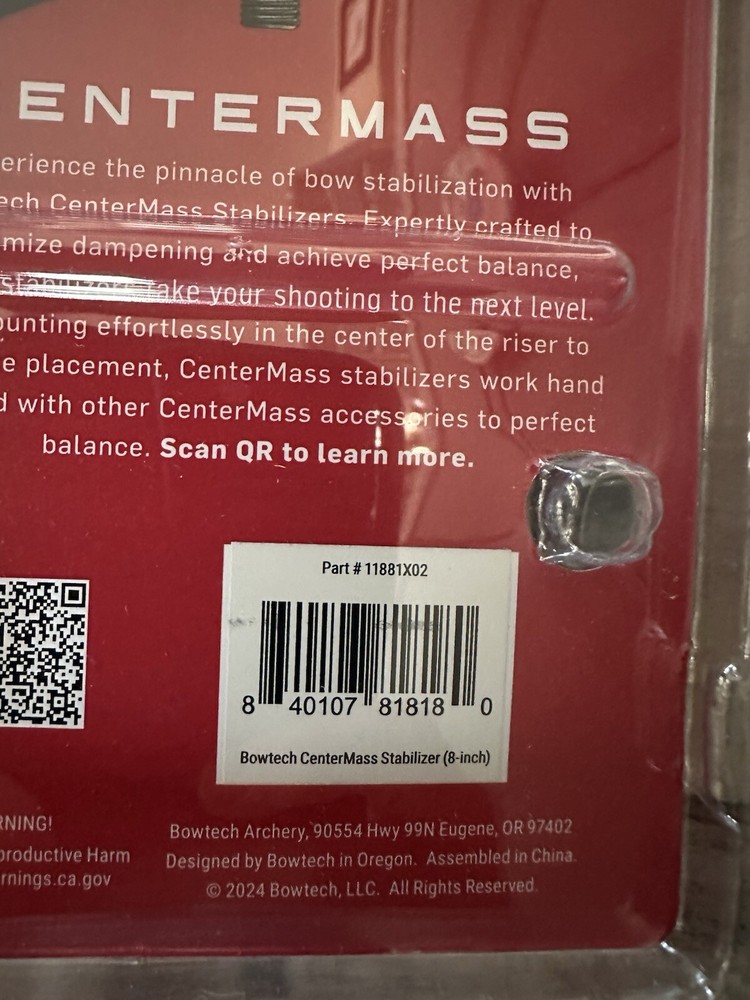 ENTERMASS
erience the pinnacle of bow stabilization with
ech CenterMass Stabilizers. Expertly crafted to
mize dampening and achieve perfect balance,
stabilizers take your shooting to the next level.
ounting effortlessly in the center of the riser to
e placement, CenterMass stabilizers work hand
d with other CenterMass accessories to perfect
balance. Scan QR to learn more.
Part # 11881X02
8 40107 81818 0
Bowtech CenterMass Stabilizer (8-inch)
RNING!
productive Harm
rnings.ca.gov
Bowtech Archery, 90554 Hwy 99N Eugene, OR 97402
Designed by Bowtech in Oregon. Assembled in China.
© 2024 Bowtech, LLC. All Rights Reserved.